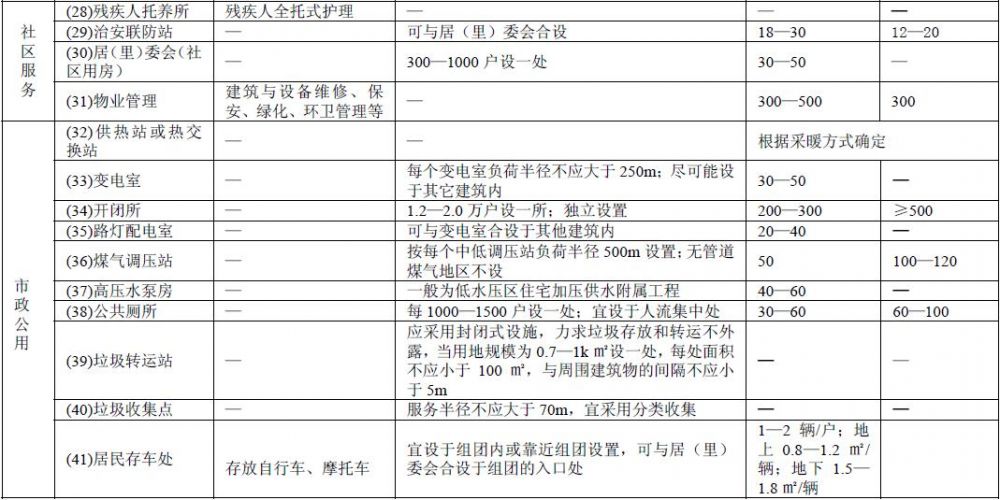 社区服务
(28)残疾人托养所 残疾人全托式护理 — — —
(29)治安联防站 — 可与居（里）委会合设 18—30 12—20
(30)居(里)委会(社 — 300—1000 户设一处 30—50 —
区用房)
(31)物业管理 建筑与设备维修、保 — 300—500 300
安、绿化、环卫管理等
市政公用
(32)供热站或热交 — — 根据采暖方式确定
换站
(33)变电室 — 每个变电室负荷半径不应大于250m；尽可能设 30—50 —
于其它建筑内
(34)开闭所 — 1.2—2.0 万户设一所；独立设置 200—300 ≥500
(35)路灯配电室 — 可与变电室合设于其他建筑内 20—40 —
(36)煤气调压站 — 按每个中低调压站负荷半径500m设置；无管道 50 100—120
煤气地区不设
(37)高压水泵房 — 一般为低水压区住宅加压供水附属工程 40—60 —
(38)公共厕所 — 每1000—1500 户设一处；宜设于人流集中处 30—60 60—100
(39)垃圾转运站 — 应采用封闭式设施，力求垃圾存放和转运不外 — —
露，当用地规模为 0.7—1k㎡设一处，每处面积
不应小于 100 ㎡，与周围建筑物的间隔不应小
于5m
(40)垃圾收集点 — 服务半径不应大于70m，宜采用分类收集 — —
(41)居民存车处 存放自行车、摩托车 宜设于组团内或靠近组团设置，可与居（里）
委会合设于组团的入口处
1—2 辆/户；地
上 0.8—1.2 ㎡/
辆；地下 1.5—
1.8㎡/辆